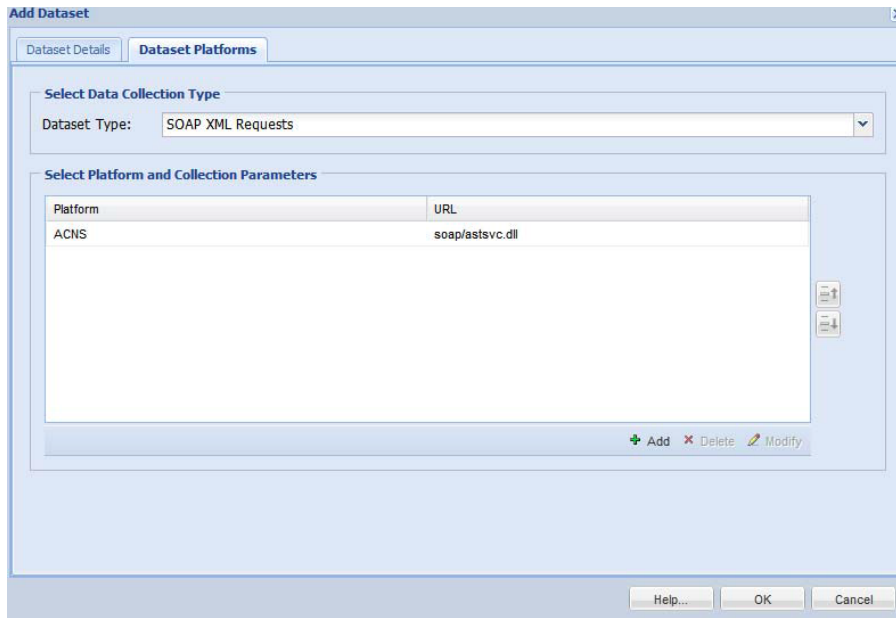 Add Dataset
Dataset Details
Dataset Platforms
Select Data Collection Type
Dataset Type: SOAP XML Requests
Select Platform and Collection Parameters
Platform URL
ACNS soap/astsvc.dll
Add Delete Modify
Help... OK Cancel